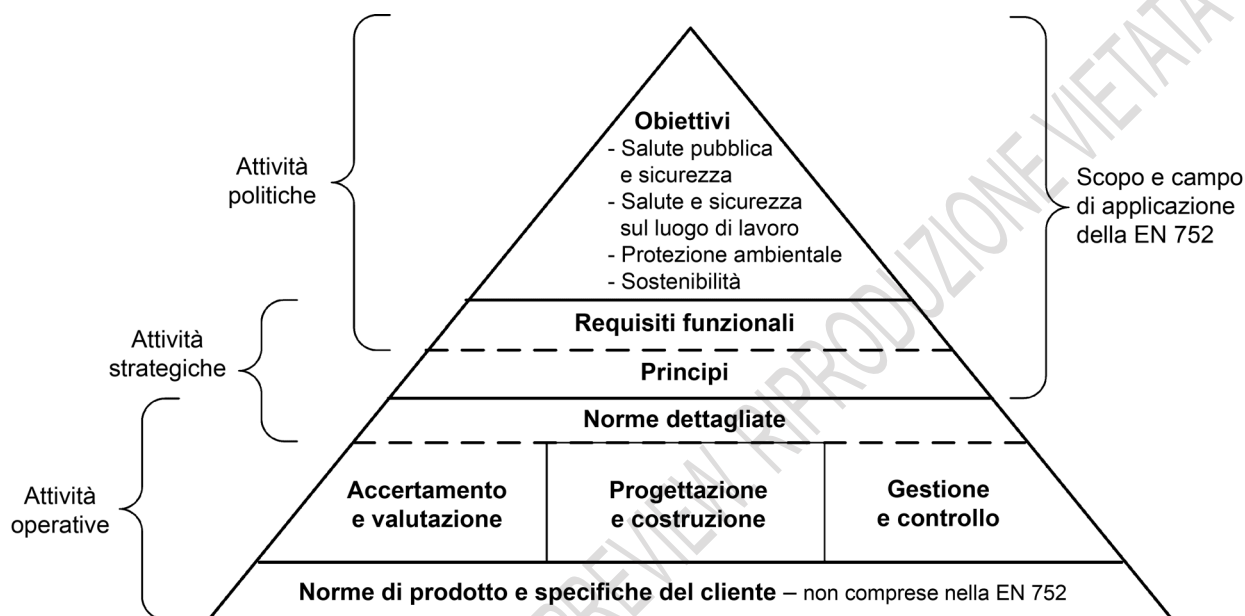 Obiettivi
- Salute pubblica
e sicurezza
- Salute e sicurezza
sul luogo di lavoro
- Protezione ambientale
- Sostenibilità
Attività
politiche
Scopo e campo
di applicazione
della EN 752
Requisiti funzionali
Attività
strategiche
Principi
Norme dettagliate
Attività
operative
Accertamento
e valutazione
Progettazione
e costruzione
Gestione
e controllo
Norme di prodotto e specifiche del cliente – non comprese nella EN 752
PREVIEW RIPRODUZIONE VIETATA